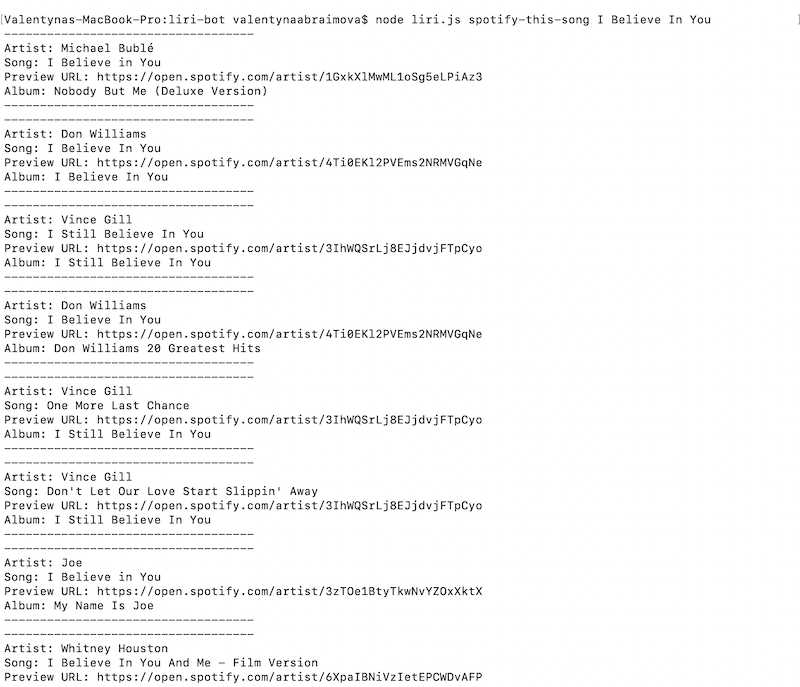 [Valentynas-MacBook-Pro:liri-bot valentynaabraimova$ node liri.js spotify-this-song I Believe In You ]
-----------------------------------
Artist: Michael Bublé
Song: I Believe in You
Preview URL: https://open.spotify.com/artist/1GxkXlMwML1oSg5eLPiAz3
Album: Nobody But Me (Deluxe Version)
-----------------------------------
-----------------------------------
Artist: Don Williams
Song: I Believe In You
Preview URL: https://open.spotify.com/artist/4Ti0EKl2PVEms2NRMVGqNe
Album: I Believe In You
-----------------------------------
-----------------------------------
Artist: Vince Gill
Song: I Still Believe In You
Preview URL: https://open.spotify.com/artist/3IhWQSrLj8EJjdvjFTpCyo
Album: I Still Believe In You
-----------------------------------
-----------------------------------
Artist: Don Williams
Song: I Believe In You
Preview URL: https://open.spotify.com/artist/4Ti0EKl2PVEms2NRMVGqNe
Album: Don Williams 20 Greatest Hits
-----------------------------------
-----------------------------------
Artist: Vince Gill
Song: One More Last Chance
Preview URL: https://open.spotify.com/artist/3IhWQSrLj8EJjdvjFTpCyo
Album: I Still Believe In You
-----------------------------------
-----------------------------------
Artist: Vince Gill
Song: Don't Let Our Love Start Slippin' Away
Preview URL: https://open.spotify.com/artist/3IhWQSrLj8EJjdvjFTpCyo
Album: I Still Believe In You
-----------------------------------
-----------------------------------
Artist: Joe
Song: I Believe in You
Preview URL: https://open.spotify.com/artist/3zTOe1BtyTkwNvYZOxXktX
Album: My Name Is Joe
-----------------------------------
-----------------------------------
Artist: Whitney Houston
Song: I Believe In You And Me - Film Version
Preview URL: https://open.spotify.com/artist/6XpaIBNiVzIetEPCWDvAFP